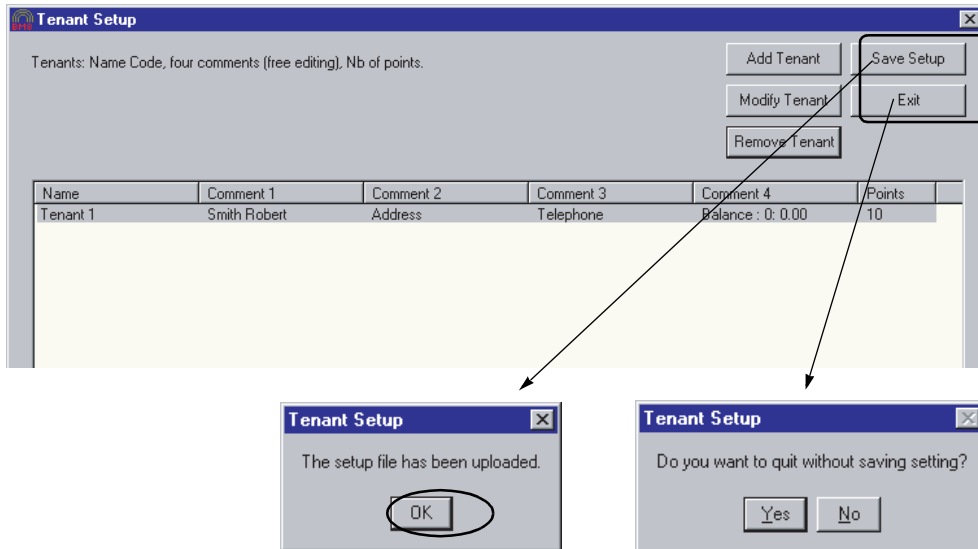 Tenant Setup
Tenants: Name Code, four comments (free editing), Nb of points.
Add Tenant Save Setup
Modify Tenant Exit
Remove Tenant
Name Comment 1 Comment 2 Comment 3 Comment 4 Points
Tenant 1 Smith Robert Address Telephone Balance : 0: 0.00 10
Tenant Setup
The setup file has been uploaded.
OK
Tenant Setup
Do you want to quit without saving setting?
Yes No